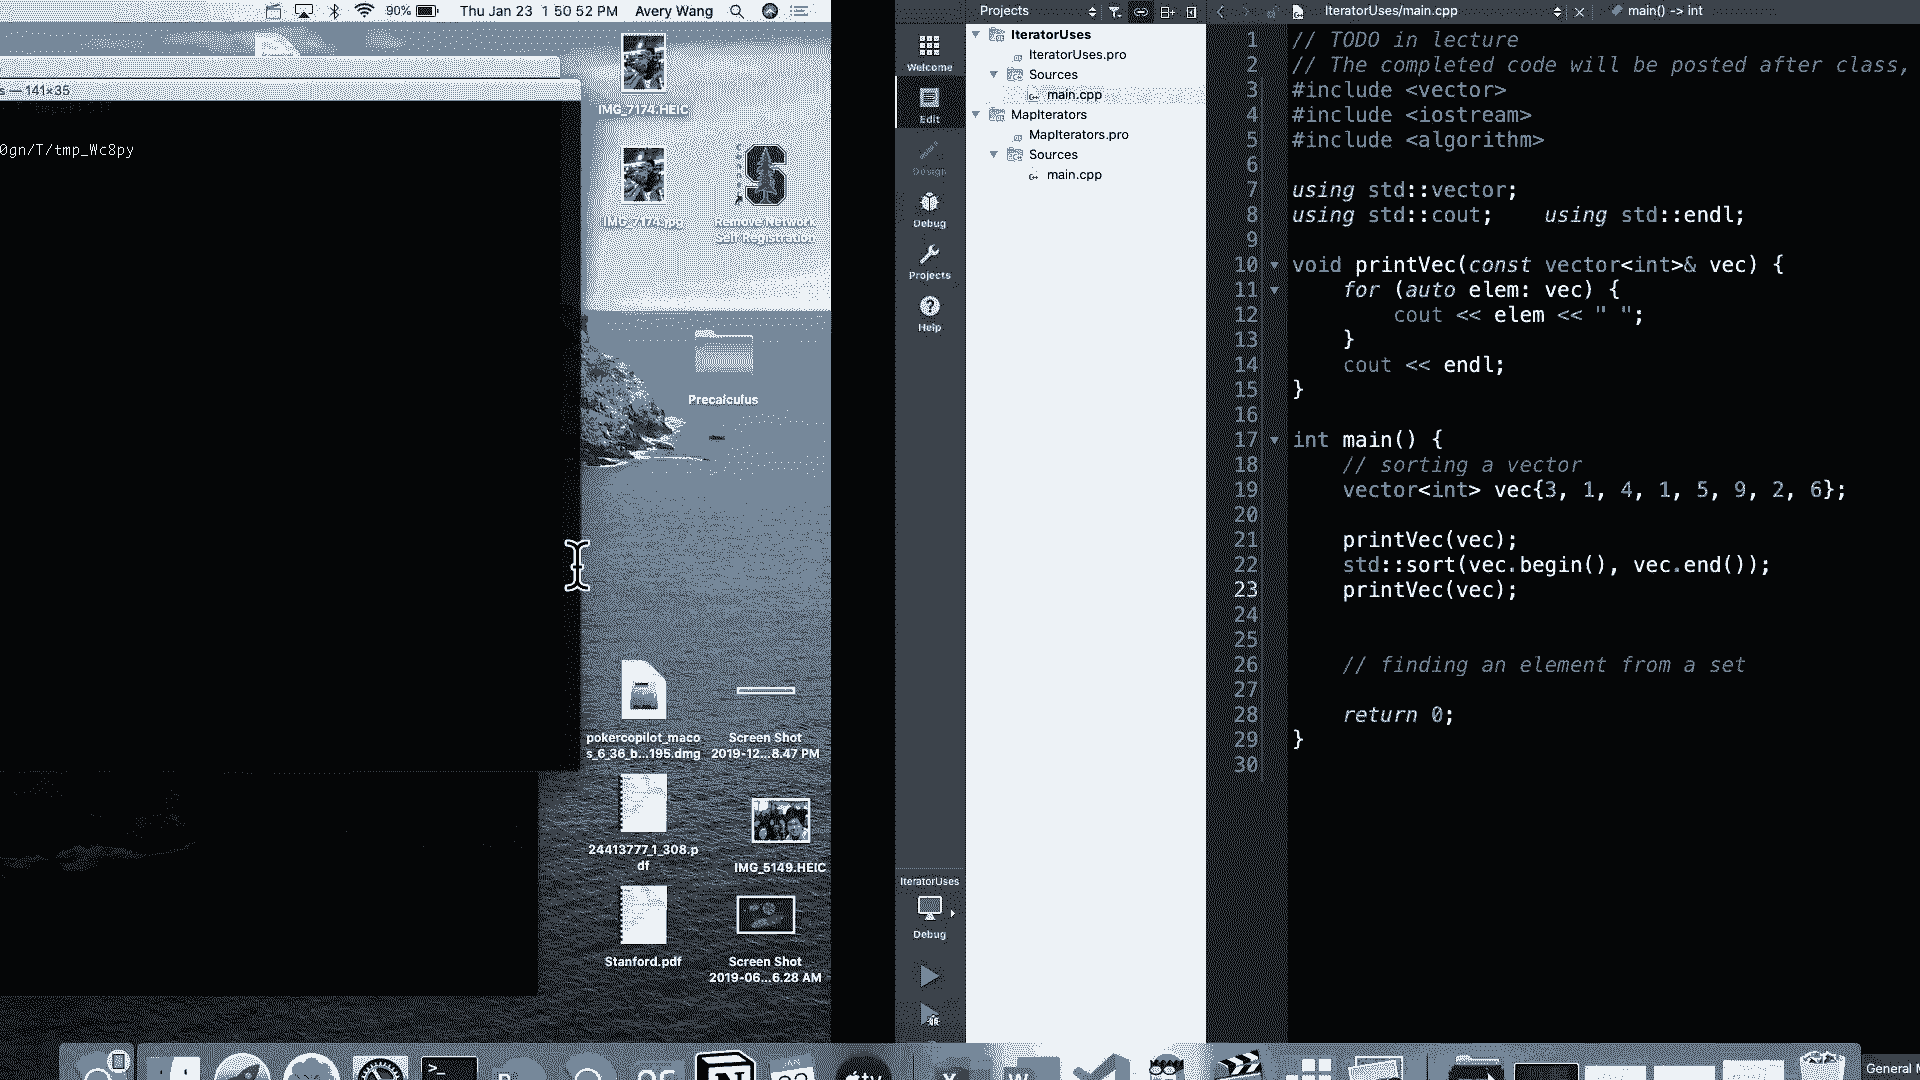 90%
Thu Jan 23 1 50 52 PM
Avery Wang
s — 141×35
0gn/T/tmp_Wc8py
IMG_7174.HEIC
IMG_7174.jpg
Remove Network
Self Registration
Precalculus
pokercopilot_maco
s_6_36_b...195.dmg
Screen Shot
2019-12...8.47 PM
24413777_1_308.p
df
IMG_5149.HEIC
Stanford.pdf
Screen Shot
2019-06...6.28 AM
Welcome
Edit
Design
Debug
Projects
Help
IteratorUses
Debug
Projects
IteratorUses
IteratorUses.pro
Sources
main.cpp
MapIterators
MapIterators.pro
Sources
main.cpp
IteratorUses/main.cpp
main() -> int
1 // TODO in lecture
2 // The completed code will be posted after class,
3 #include <vector>
4 #include <iostream>
5 #include <algorithm>
6
7 using std::vector;
8 using std::cout;    using std::endl;
9
10 void printVec(const vector<int>& vec) {
11     for (auto elem: vec) {
12         cout << elem << " ";
13     }
14     cout << endl;
15 }
16
17 int main() {
18     // sorting a vector
19     vector<int> vec{3, 1, 4, 1, 5, 9, 2, 6};
20
21     printVec(vec);
22     std::sort(vec.begin(), vec.end());
23     printVec(vec);
24
25
26     // finding an element from a set
27
28     return 0;
29 }
30
General M